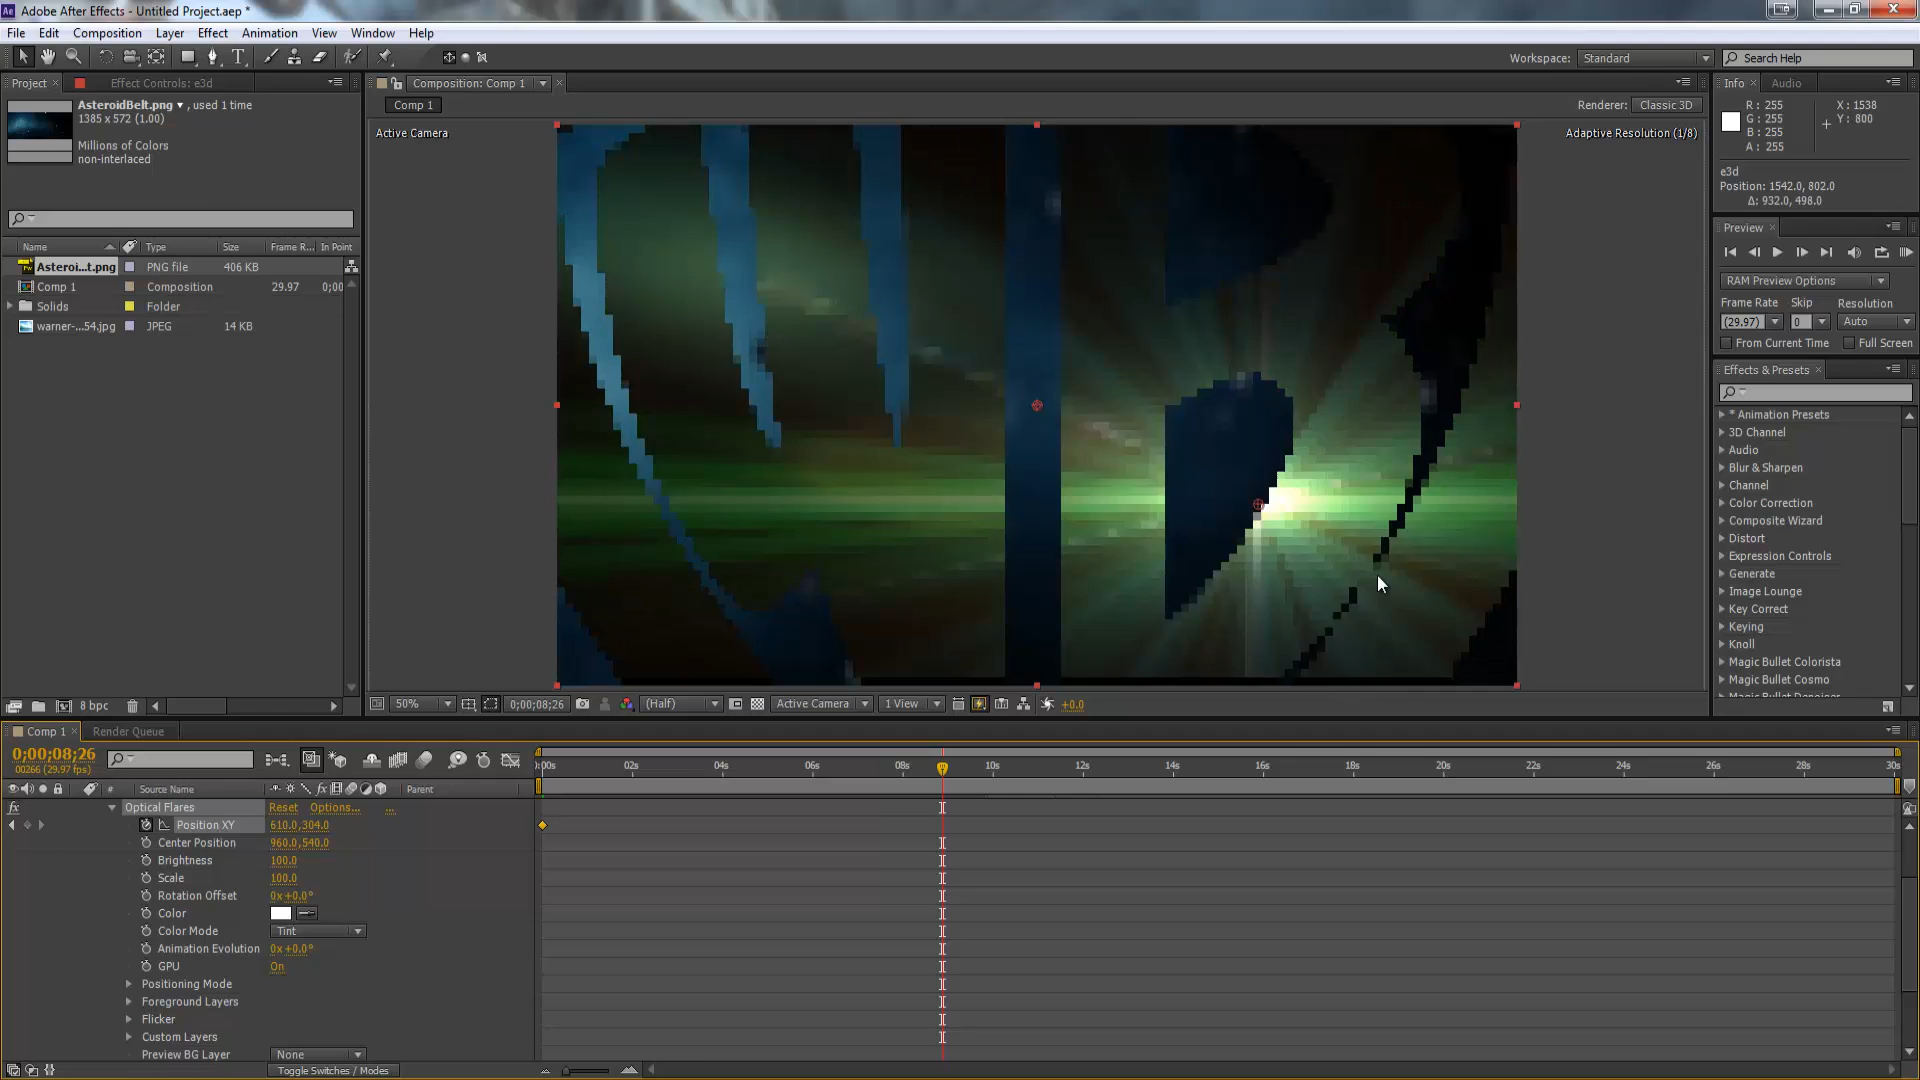 Adobe After Effects - Untitled Project.aep *
File Edit Composition Layer Effect Animation View Window Help
Workspace: Standard Search Help
Project Effect Controls: e3d
AsteroidBelt.png , used 1 time
1385 x 572 (1.00)
Millions of Colors
non-interlaced
Name Type Size Frame R... In Point
Asteroi...t.png PNG file 406 KB
Comp 1 Composition 29.97 0;00
Solids Folder
warner-...54.jpg JPEG 14 KB
8 bpc
Composition: Comp 1
Comp 1
Renderer: Classic 3D
Active Camera
Adaptive Resolution (1/8)
50% 0;00;08;26 (Half) Active Camera 1 View +0.0
Info Audio
R: 255 X: 1538
G: 255 Y: 800
B: 255
A: 255
e3d
Position: 1542.0, 802.0
Δ: 932.0, 498.0
Preview
RAM Preview Options
Frame Rate Skip Resolution
(29.97) 0 Auto
From Current Time Full Screen
Effects & Presets
* Animation Presets
3D Channel
Audio
Blur & Sharpen
Channel
Color Correction
Composite Wizard
Distort
Expression Controls
Generate
Image Lounge
Key Correct
Keying
Knoll
Magic Bullet Colorista
Magic Bullet Cosmo
Comp 1 Render Queue
0;00;08;26
00266 (29.97 fps)
# Source Name Parent
:00s 02s 04s 06s 08s 10s 12s 14s 16s 18s 20s 22s 24s 26s 28s 30s
fx Optical Flares Reset Options... ...
Position XY 610.0,304.0
Center Position 960.0,540.0
Brightness 100.0
Scale 100.0
Rotation Offset 0x+0.0°
Color
Color Mode Tint
Animation Evolution 0x+0.0°
GPU On
Positioning Mode
Foreground Layers
Flicker
Custom Layers
Preview BG Layer None
Toggle Switches / Modes